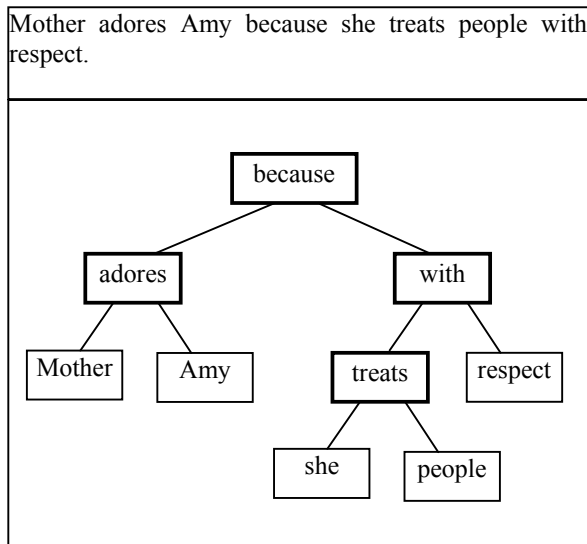 Mother adores Amy because she treats people with
respect.
because
adores
with
Mother
Amy
treats
respect
she
people